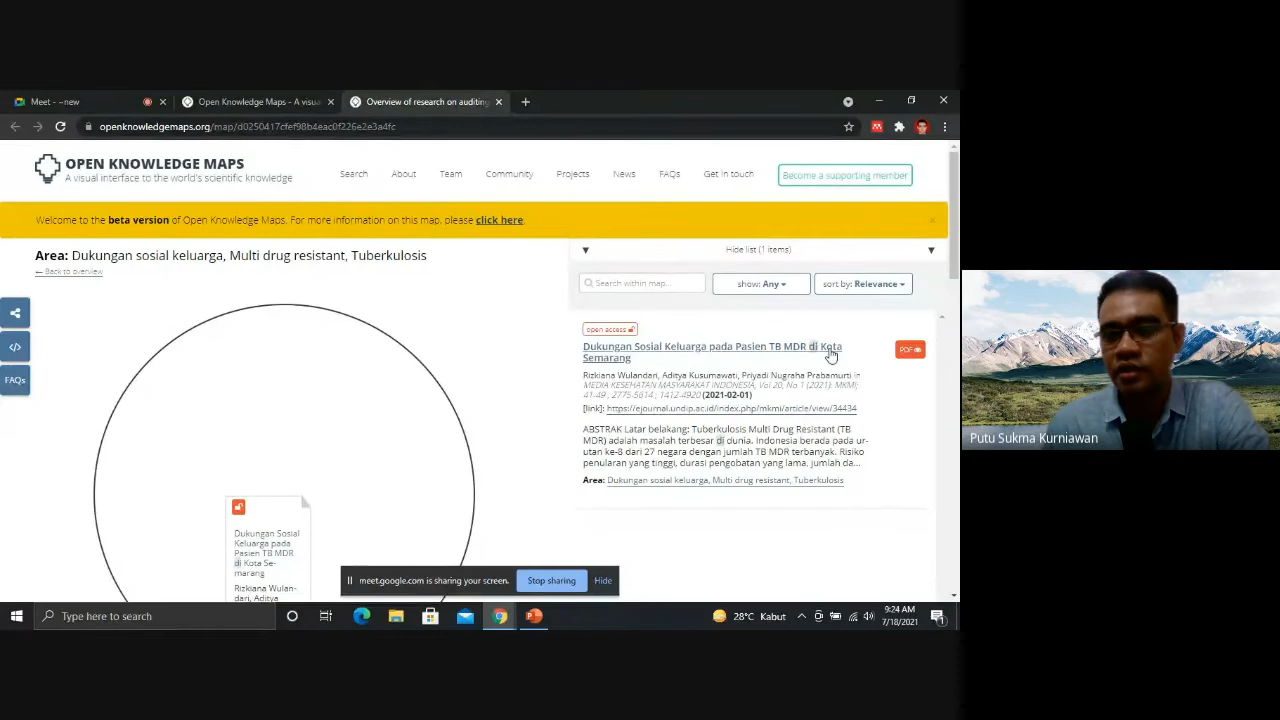 Meet - ~new
Open Knowledge Maps - A visua
Overview of research on auditing
openknowledgemaps.org/map/d0250417cfef98b4eac0f226e2e3a4fc
OPEN KNOWLEDGE MAPS
A visual interface to the world's scientific knowledge
Search
About
Team
Community
Projects
News
FAQs
Get in touch
Become a supporting member
Welcome to the beta version of Open Knowledge Maps. For more information on this map, please click here.
Area: Dukungan sosial keluarga, Multi drug resistant, Tuberkulosis
← Back to overview
FAQs
Dukungan Sosial
Keluarga pada
Pasien TB MDR
di Kota Se-
marang
Rizkiana Wulan-
dari, Aditya
Hide list (1 items)
Search within map...
show: Any
sort by: Relevance
open access
Dukungan Sosial Keluarga pada Pasien TB MDR di Kota
Semarang
PDF
Rizkiana Wulandari, Aditya Kusumawati, Priyadi Nugraha Prabamurti in
MEDIA KESEHATAN MASYARAKAT INDONESIA, Vol 20, No 1 (2021): MKMI;
41-49 ; 2775-5614 ; 1412-4920 (2021-02-01)
[link]: https://ejournal.undip.ac.id/index.php/mkmi/article/view/34434
ABSTRAK Latar belakang: Tuberkulosis Multi Drug Resistant (TB
MDR) adalah masalah terbesar di dunia. Indonesia berada pada ur-
utan ke-8 dari 27 negara dengan jumlah TB MDR terbanyak. Risiko
penularan yang tinggi, durasi pengobatan yang lama, jumlah da...
Area: Dukungan sosial keluarga, Multi drug resistant, Tuberkulosis
meet.google.com is sharing your screen.
Stop sharing
Hide
Type here to search
28°C Kabut
9:24 AM
7/18/2021
1
Putu Sukma Kurniawan